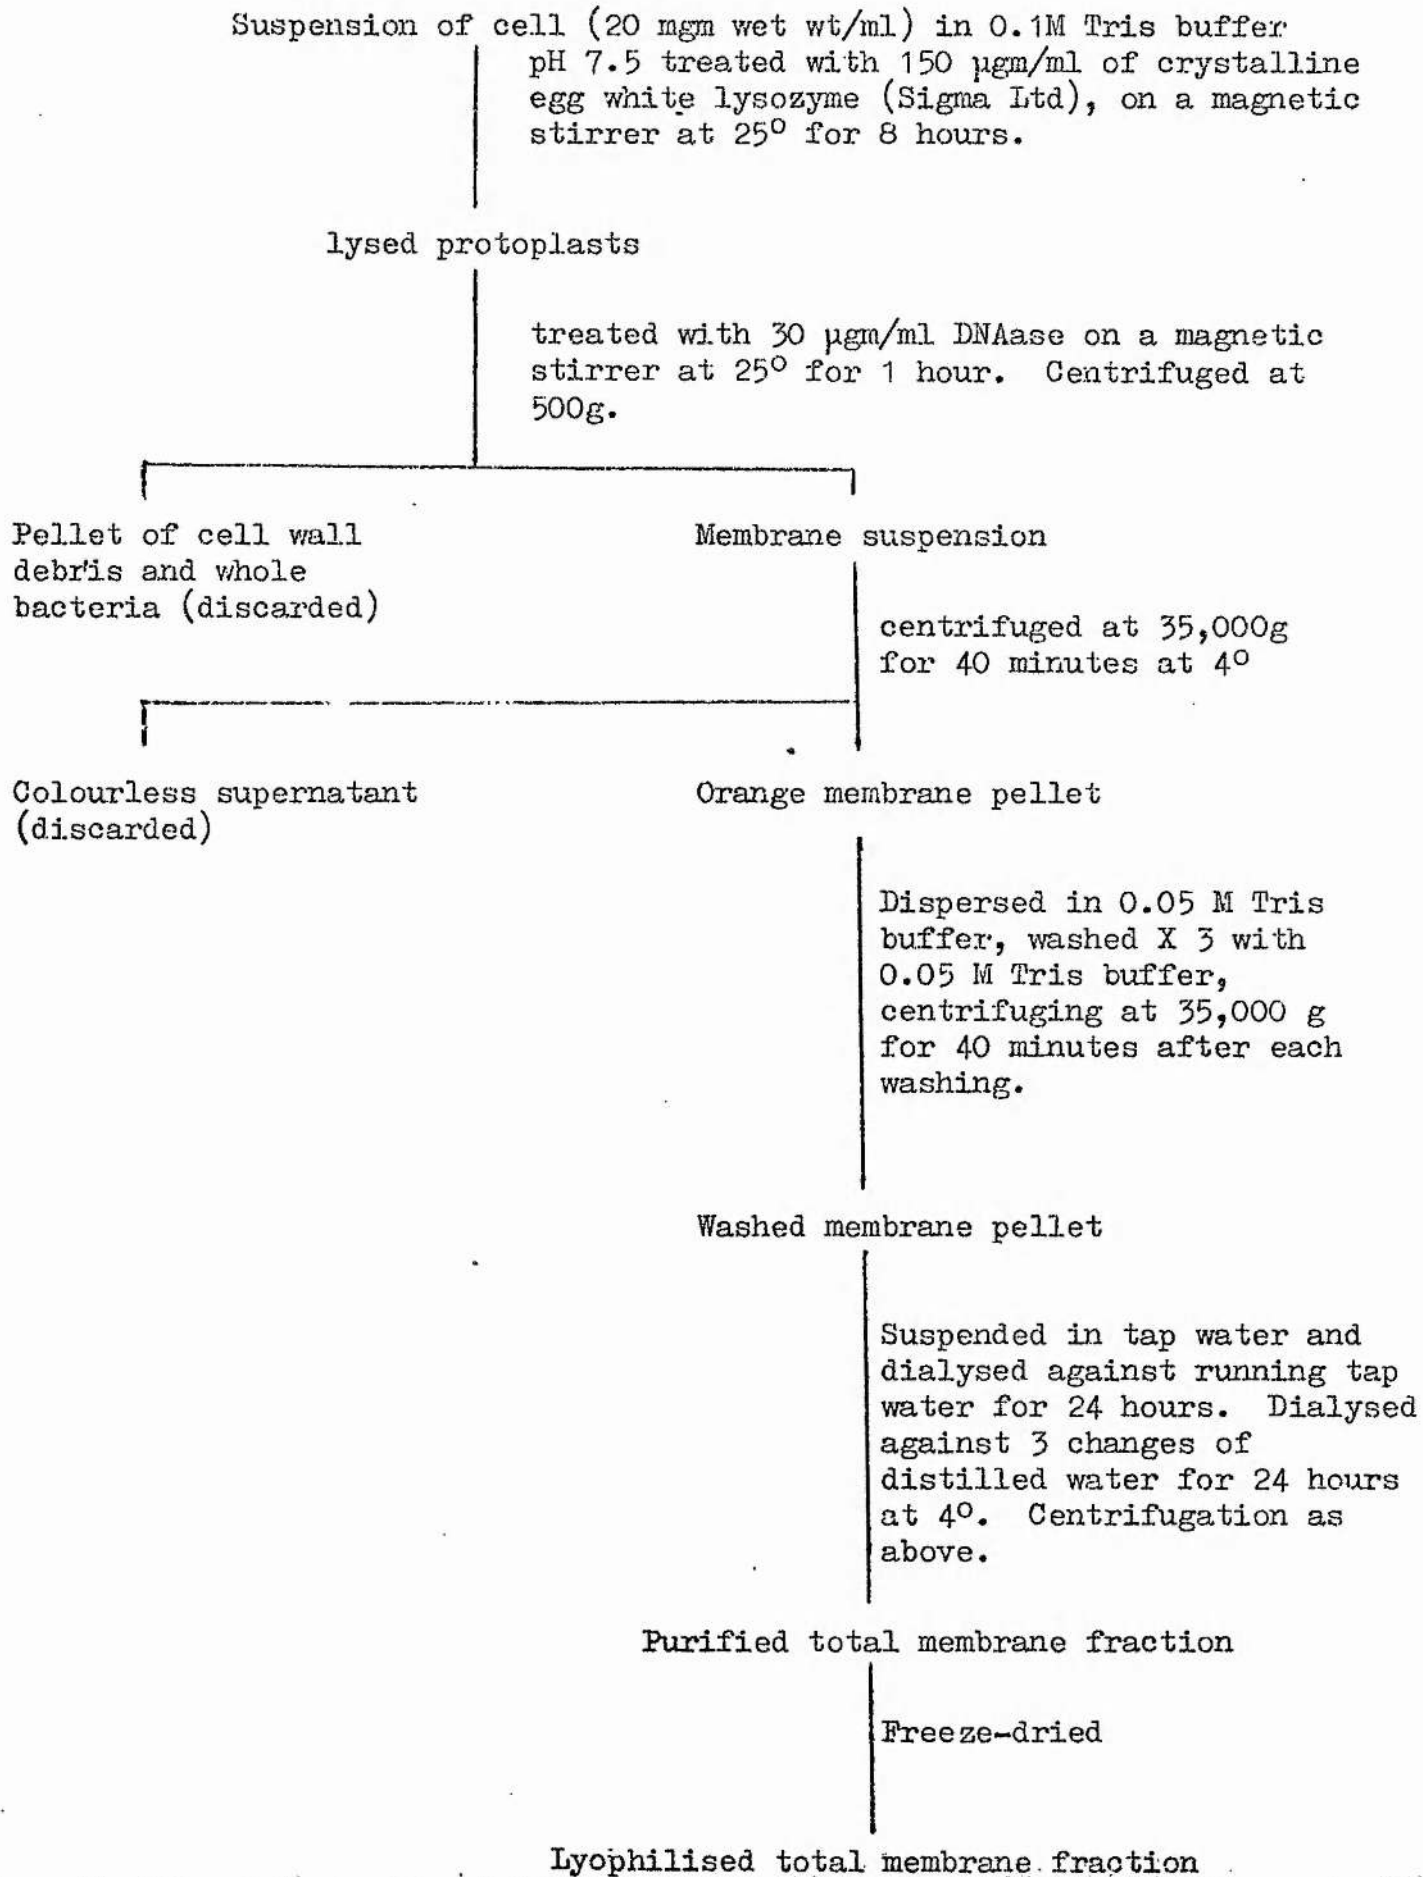 Suspension of cell (20 mgm wet wt/ml) in 0.1M Tris buffer
pH 7.5 treated with 150 µgm/ml of crystalline
egg white lysozyme (Sigma Ltd), on a magnetic
stirrer at 25° for 8 hours.
lysed protoplasts
treated with 30 µgm/ml DNAase on a magnetic
stirrer at 25° for 1 hour. Centrifuged at
500g.
Pellet of cell wall
debris and whole
bacteria (discarded)
Membrane suspension
centrifuged at 35,000g
for 40 minutes at 4°
Colourless supernatant
(discarded)
Orange membrane pellet
Dispersed in 0.05 M Tris
buffer, washed X 3 with
0.05 M Tris buffer,
centrifuging at 35,000 g
for 40 minutes after each
washing.
Washed membrane pellet
Suspended in tap water and
dialysed against running tap
water for 24 hours. Dialysed
against 3 changes of
distilled water for 24 hours
at 4°. Centrifugation as
above.
Purified total membrane fraction
Freeze-dried
Lyophilised total membrane fraction